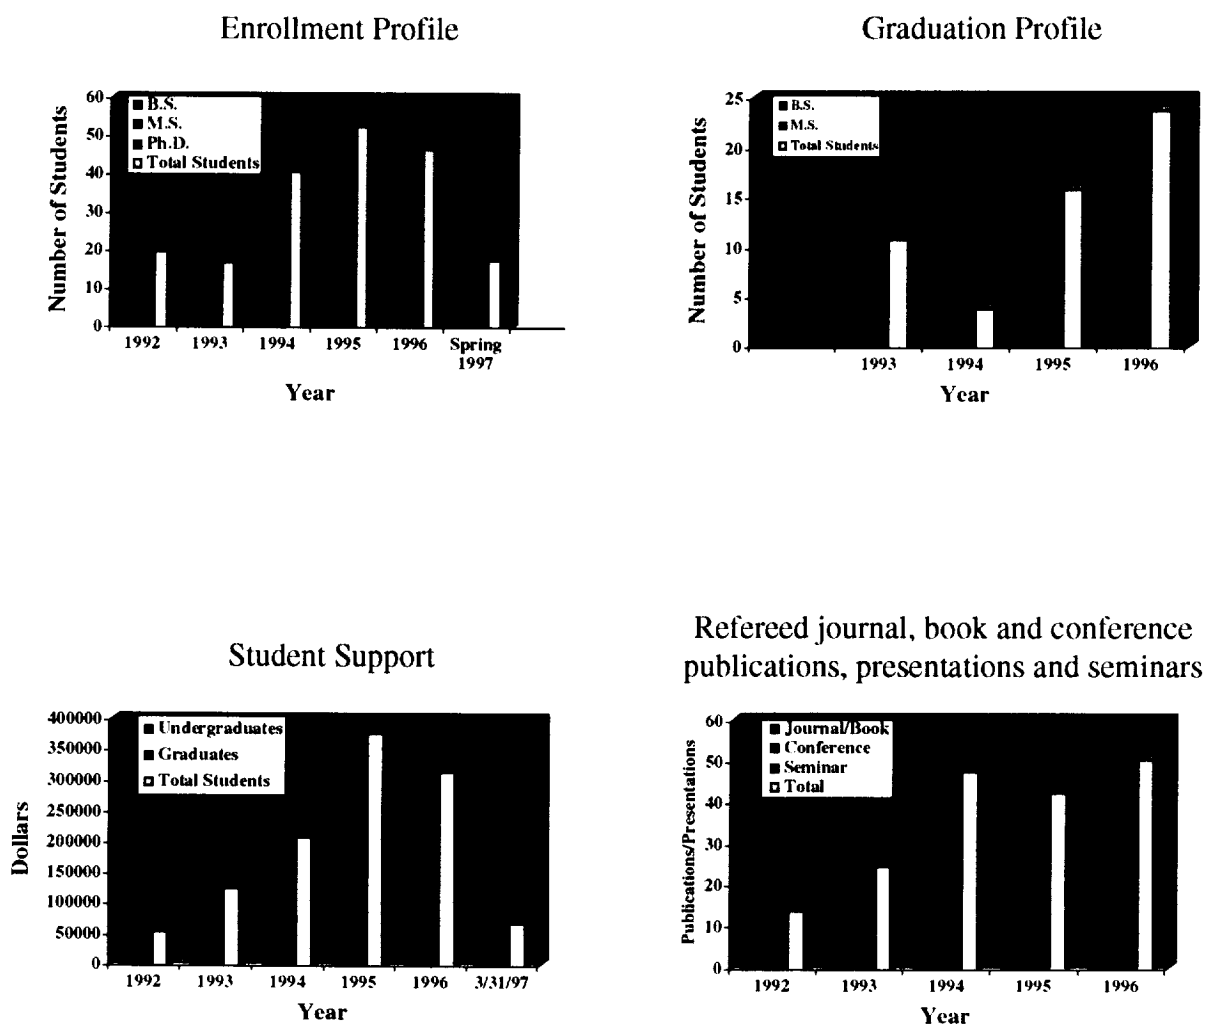 Enrollment Profile
Number of Students
60
50
40
30
20
10
0
B.S.
M.S.
Ph.D.
Total Students
1992
1993
1994
1995
1996
Spring
1997
Year
Graduation Profile
Number of Students
25
20
15
10
5
0
B.S.
M.S.
Total Students
1993
1994
1995
1996
Year
Student Support
Dollars
400000
350000
300000
250000
200000
150000
100000
50000
0
Undergraduates
Graduates
Total Students
1992
1993
1994
1995
1996
3/31/97
Year
Refereed journal, book and conference
publications, presentations and seminars
Publications/Presentations
60
50
40
30
20
10
0
Journal/Book
Conference
Seminar
Total
1992
1993
1994
1995
1996
Year